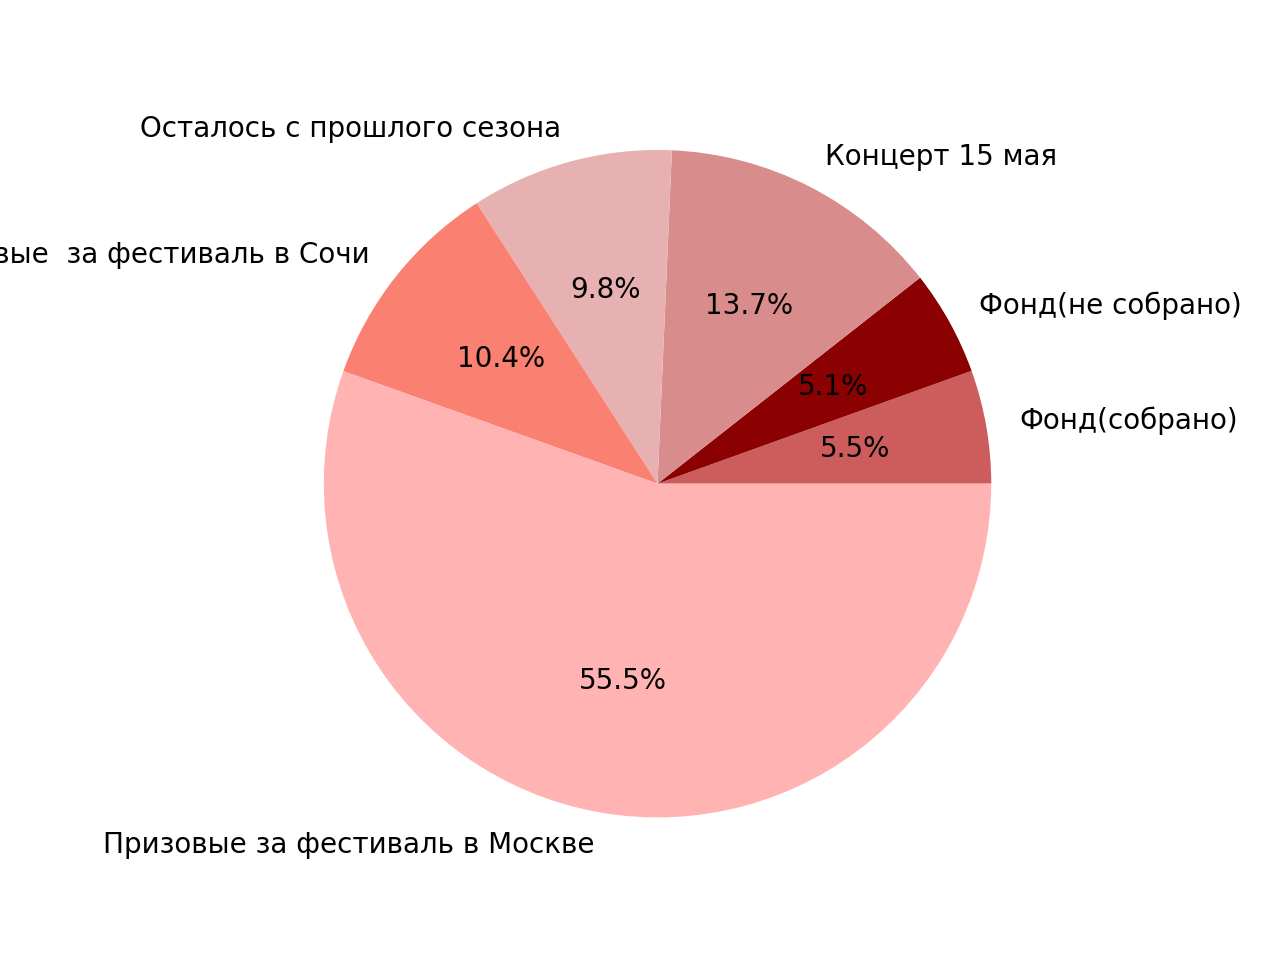 Осталось с прошлого сезона
Концерт 15 мая
за фестиваль в Сочи
Фонд(не собрано)
9.8%
13.7%
10.4%
5.1%
Фонд(собрано)
5.5%
55.5%
Призовые за фестиваль в Москве